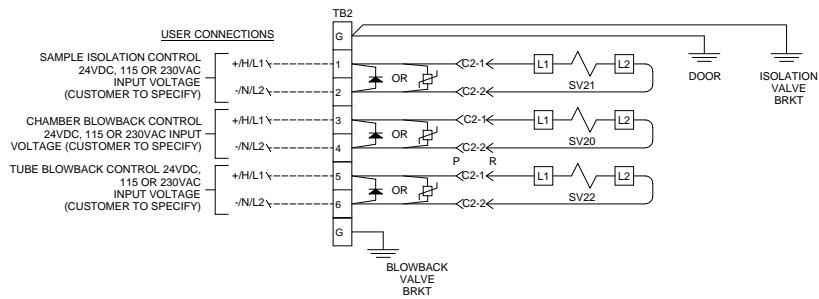 TB2
USER CONNECTIONS
G
SAMPLE ISOLATION CONTROL
24VDC, 115 OR 230VAC
INPUT VOLTAGE
(CUSTOMER TO SPECIFY)
+/H/L1
1
OR
C2-1
L1
L2
SV21
-/N/L2
2
C2-2
DOOR
ISOLATION
VALVE
BRKT
CHAMBER BLOWBACK CONTROL
24VDC, 115 OR 230VAC INPUT
VOLTAGE (CUSTOMER TO SPECIFY)
+/H/L1
3
OR
C2-1
L1
L2
SV20
-/N/L2
4
C2-2
P R
TUBE BLOWBACK CONTROL 24VDC,
115 OR 230VAC
INPUT VOLTAGE
(CUSTOMER TO SPECIFY)
+/H/L1
5
OR
C2-1
L1
L2
SV22
-/N/L2
6
C2-2
G
BLOWBACK
VALVE
BRKT